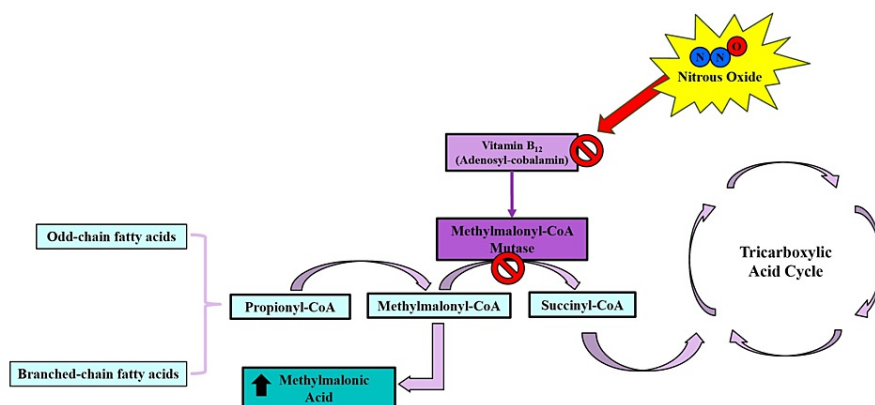 N N O
Nitrous Oxide
Vitamin B₁₂
(Adenosyl-cobalamin)
Methylmalonyl-CoA
Mutase
Odd-chain fatty acids
Tricarboxylic
Acid Cycle
Propionyl-CoA
Methylmalonyl-CoA
Succinyl-CoA
Branched-chain fatty acids
Methylmalonic
Acid